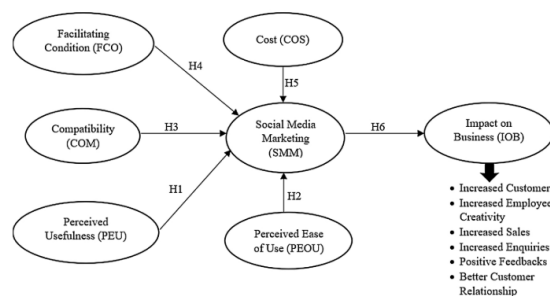 Facilitating
Condition (FCO)
Cost (COS)
H4
H5
Compatibility
(COM)
H3
Social Media
Marketing
(SMM)
H6
Impact on
Business (IOB)
H1
H2
Perceived
Usefulness (PEU)
Perceived Ease
of Use (PEOU)
• Increased Customer
• Increased Employee
Creativity
• Increased Sales
• Increased Enquiries
• Positive Feedbacks
• Better Customer
Relationship